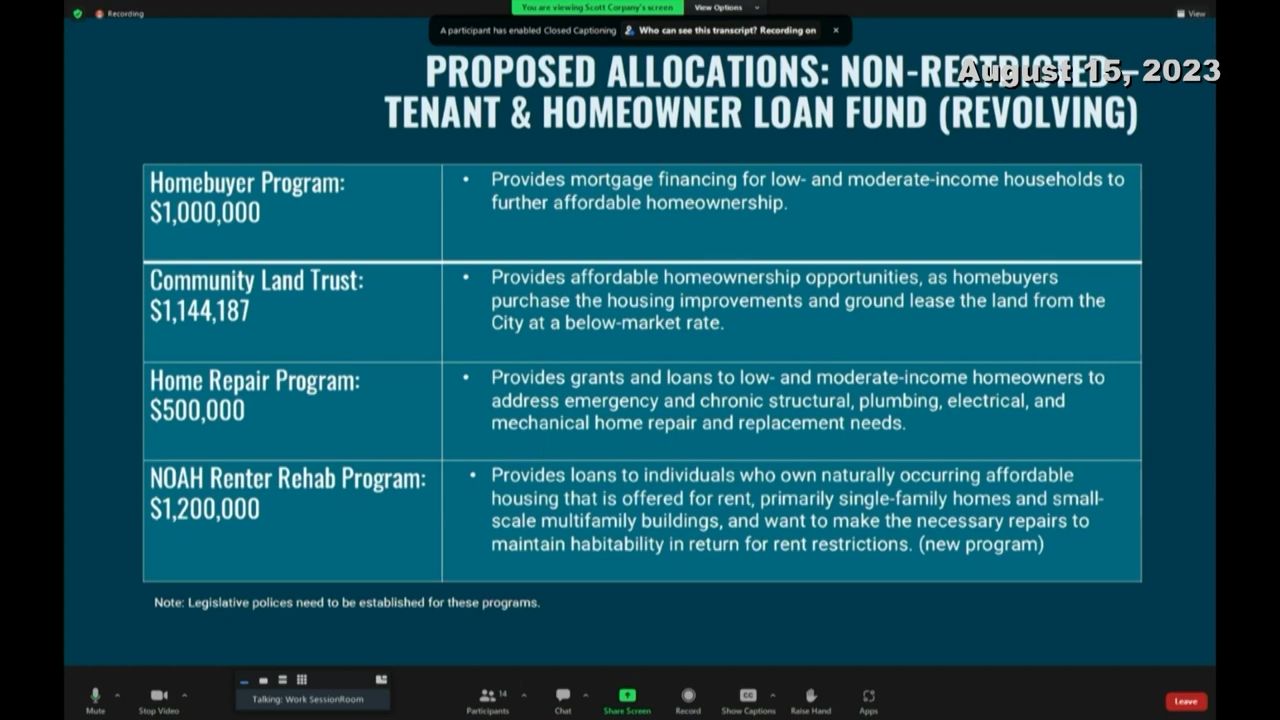 Recording
You are viewing Scott Corpany's screen
View Options
View
A participant has enabled Closed Captioning
Who can see this transcript? Recording on
PROPOSED ALLOCATIONS: NON-RESTRICTED–
August 15, 2023
TENANT & HOMEOWNER LOAN FUND (REVOLVING)
Homebuyer Program:
$1,000,000
• Provides mortgage financing for low- and moderate-income households to
further affordable homeownership.
Community Land Trust:
$1,144,187
• Provides affordable homeownership opportunities, as homebuyers
purchase the housing improvements and ground lease the land from the
City at a below-market rate.
Home Repair Program:
$500,000
• Provides grants and loans to low- and moderate-income homeowners to
address emergency and chronic structural, plumbing, electrical, and
mechanical home repair and replacement needs.
NOAH Renter Rehab Program:
$1,200,000
• Provides loans to individuals who own naturally occurring affordable
housing that is offered for rent, primarily single-family homes and small-
scale multifamily buildings, and want to make the necessary repairs to
maintain habitability in return for rent restrictions. (new program)
Note: Legislative polices need to be established for these programs.
Talking: Work SessionRoom
Mute
Stop Video
14
Participants
Chat
Share Screen
Record
CC
Show Captions
Raise Hand
Apps
Leave